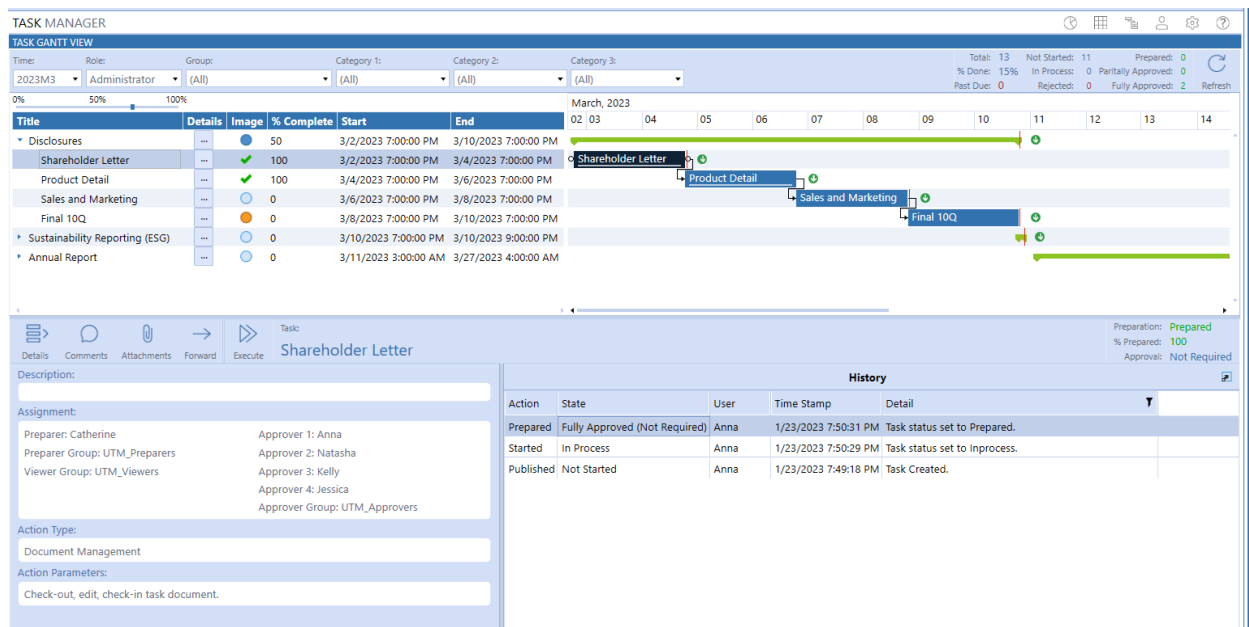 TASK MANAGER
TASK GANTT VIEW
Time: Role: Group: Category 1: Category 2: Category 3:
2023M3 Administrator (All) (All) (All) (All)
Total: 13 Not Started: 11 Prepared: 0
% Done: 15% In Process: 0 Paritally Approved: 0
Past Due: 0 Rejected: 0 Fully Approved: 2 Refresh
0% 50% 100%
March, 2023
Title Details Image % Complete Start End
02 03 04 05 06 07 08 09 10 11 12 13 14
Disclosures ... 50 3/2/2023 7:00:00 PM 3/10/2023 7:00:00 PM
Shareholder Letter ... 100 3/2/2023 7:00:00 PM 3/4/2023 7:00:00 PM Shareholder Letter
Product Detail ... 100 3/4/2023 7:00:00 PM 3/6/2023 7:00:00 PM Product Detail
Sales and Marketing ... 0 3/6/2023 7:00:00 PM 3/8/2023 7:00:00 PM Sales and Marketing
Final 10Q ... 0 3/8/2023 7:00:00 PM 3/10/2023 7:00:00 PM Final 10Q
Sustainability Reporting (ESG) ... 0 3/10/2023 7:00:00 PM 3/10/2023 9:00:00 PM
Annual Report ... 0 3/11/2023 3:00:00 AM 3/27/2023 4:00:00 AM
Details Comments Attachments Forward Execute
Task:
Shareholder Letter
Preparation: Prepared
% Prepared: 100
Approval: Not Required
Description:
Assignment:
Preparer: Catherine Approver 1: Anna
Preparer Group: UTM_Preparers Approver 2: Natasha
Viewer Group: UTM_Viewers Approver 3: Kelly
Approver 4: Jessica
Approver Group: UTM_Approvers
Action Type:
Document Management
Action Parameters:
Check-out, edit, check-in task document.
History
Action State User Time Stamp Detail
Prepared Fully Approved (Not Required) Anna 1/23/2023 7:50:31 PM Task status set to Prepared.
Started In Process Anna 1/23/2023 7:50:29 PM Task status set to Inprocess.
Published Not Started Anna 1/23/2023 7:49:18 PM Task Created.